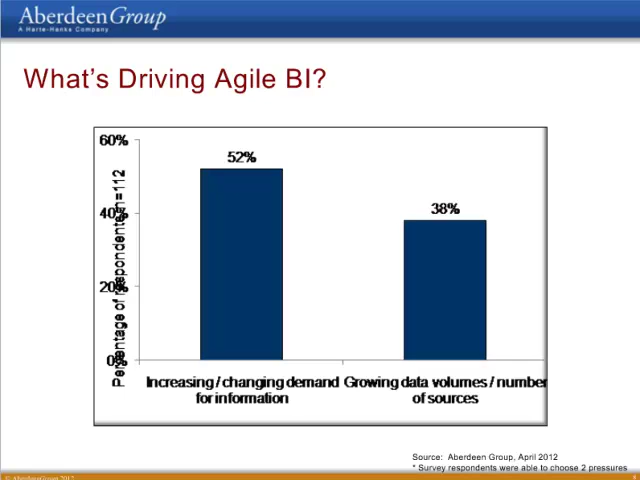 AberdeenGroup
A Harte-Hanks Company
What's Driving Agile BI?
Percentage of respondents, n=112
60%
40%
20%
0%
52%
38%
Increasing / changing demand
for information
Growing data volumes / number
of sources
Source: Aberdeen Group, April 2012
* Survey respondents were able to choose 2 pressures
© AberdeenGroup 2012